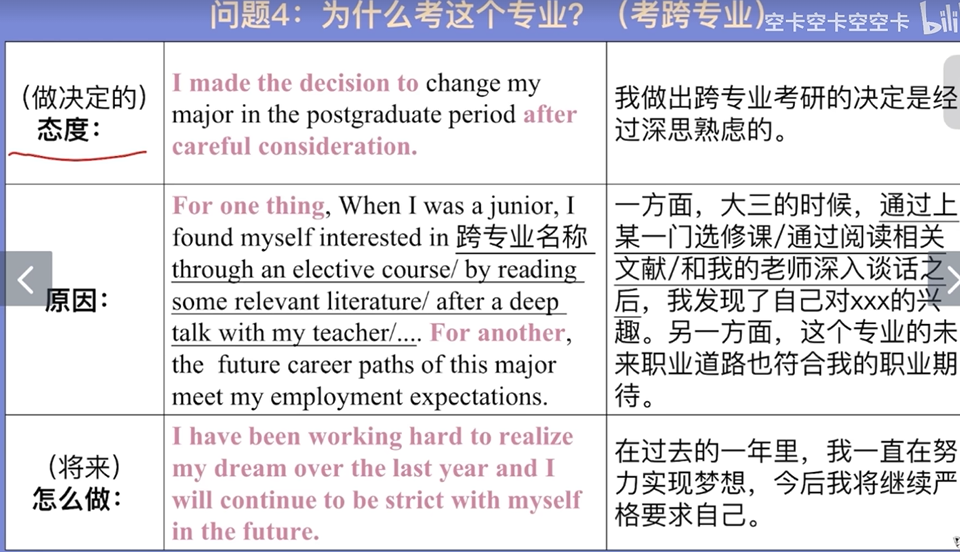 问题4：为什么考这个专业？（考跨专业）
空卡空卡空空卡 bili
（做决定的）
态度：
I made the decision to change my
major in the postgraduate period after
careful consideration.
我做出跨专业考研的决定是经
过深思熟虑的。
原因：
For one thing, When I was a junior, I
found myself interested in 跨专业名称
through an elective course/ by reading
some relevant literature/ after a deep
talk with my teacher/.... For another,
the future career paths of this major
meet my employment expectations.
一方面，大三的时候，通过上
某一门选修课/通过阅读相关
文献/和我的老师深入谈话之
后，我发现了自己对xxx的兴
趣。另一方面，这个专业的未
来职业道路也符合我的职业期
待。
（将来）
怎么做：
I have been working hard to realize
my dream over the last year and I
will continue to be strict with myself
in the future.
在过去的一年里，我一直在努
力实现梦想，今后我将继续严
格要求自己。